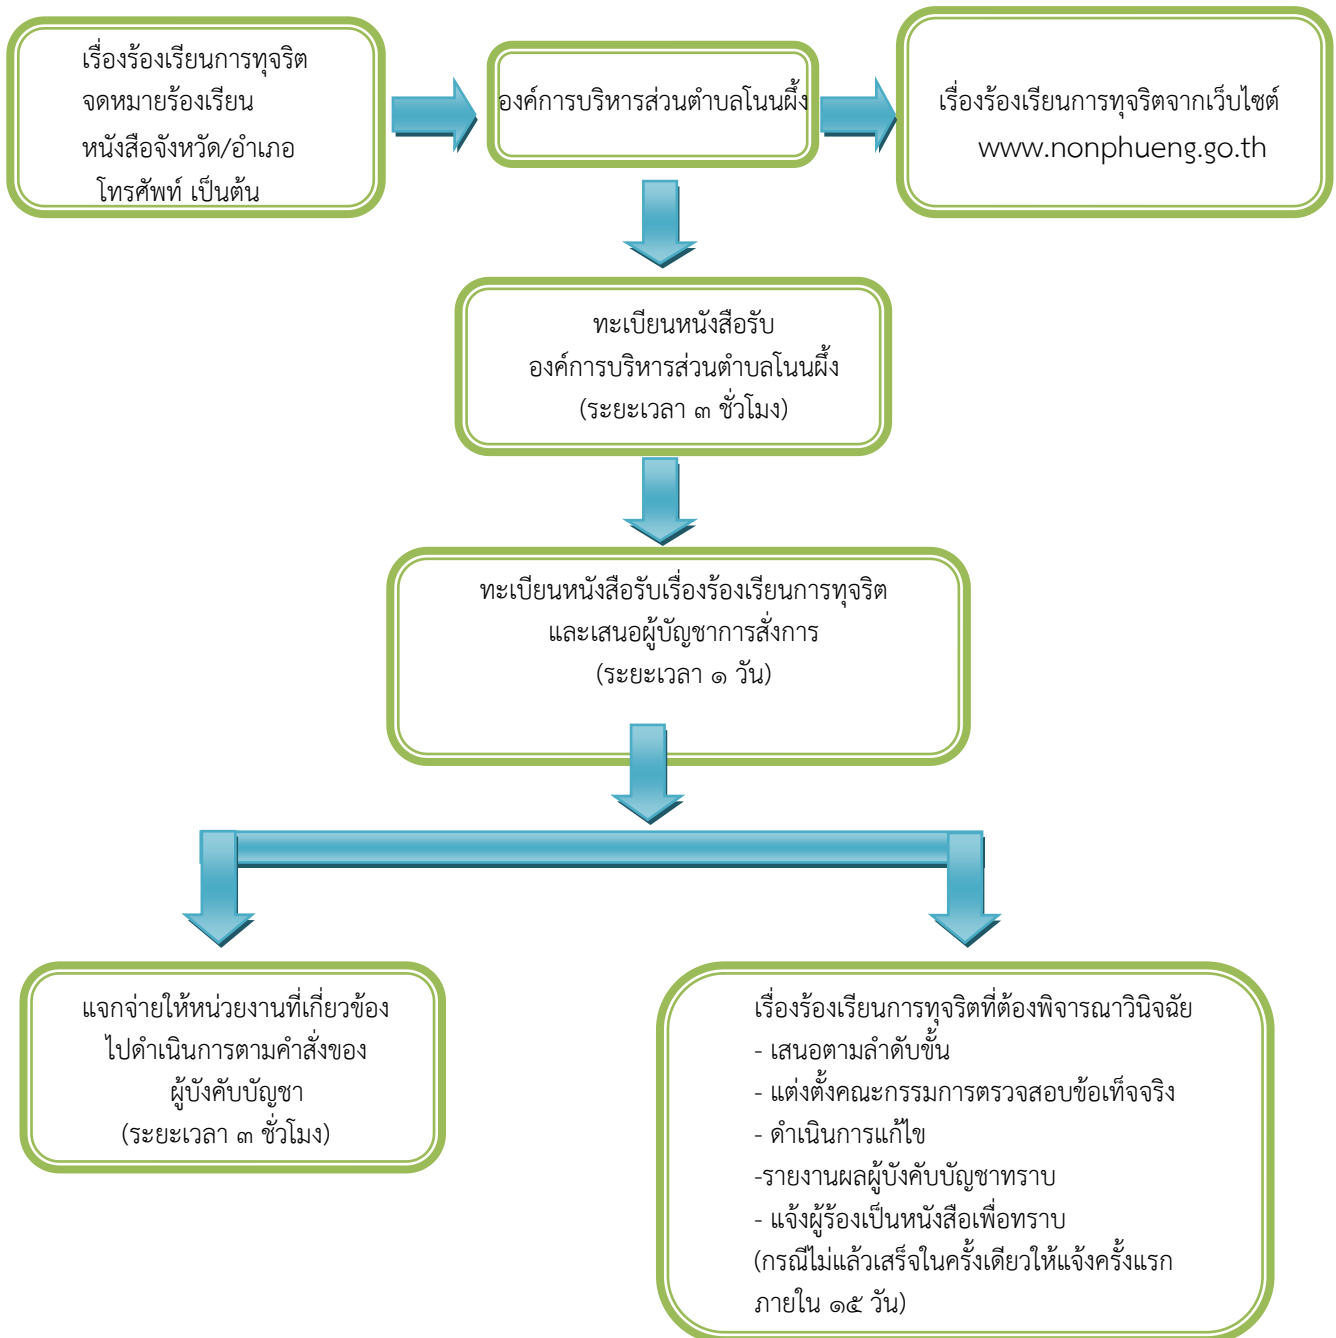 เรื่องร้องเรียนการทุจริต
จดหมายร้องเรียน
หนังสือจังหวัด/อำเภอ
โทรศัพท์ เป็นต้น
องค์การบริหารส่วนตำบลโนนผึ้ง
เรื่องร้องเรียนการทุจริตจากเว็บไซต์
www.nonphueng.go.th
ทะเบียนหนังสือรับ
องค์การบริหารส่วนตำบลโนนผึ้ง
(ระยะเวลา ๓ ชั่วโมง)
ทะเบียนหนังสือรับเรื่องร้องเรียนการทุจริต
และเสนอผู้บัญชาการสั่งการ
(ระยะเวลา ๑ วัน)
แจกจ่ายให้หน่วยงานที่เกี่ยวข้อง
ไปดำเนินการตามคำสั่งของ
ผู้บังคับบัญชา
(ระยะเวลา ๓ ชั่วโมง)
เรื่องร้องเรียนการทุจริตที่ต้องพิจารณาวินิจฉัย
- เสนอตามลำดับขั้น
- แต่งตั้งคณะกรรมการตรวจสอบข้อเท็จจริง
- ดำเนินการแก้ไข
-รายงานผลผู้บังคับบัญชาทราบ
- แจ้งผู้ร้องเป็นหนังสือเพื่อทราบ
(กรณีไม่แล้วเสร็จในครั้งเดียวให้แจ้งครั้งแรก
ภายใน ๑๕ วัน)